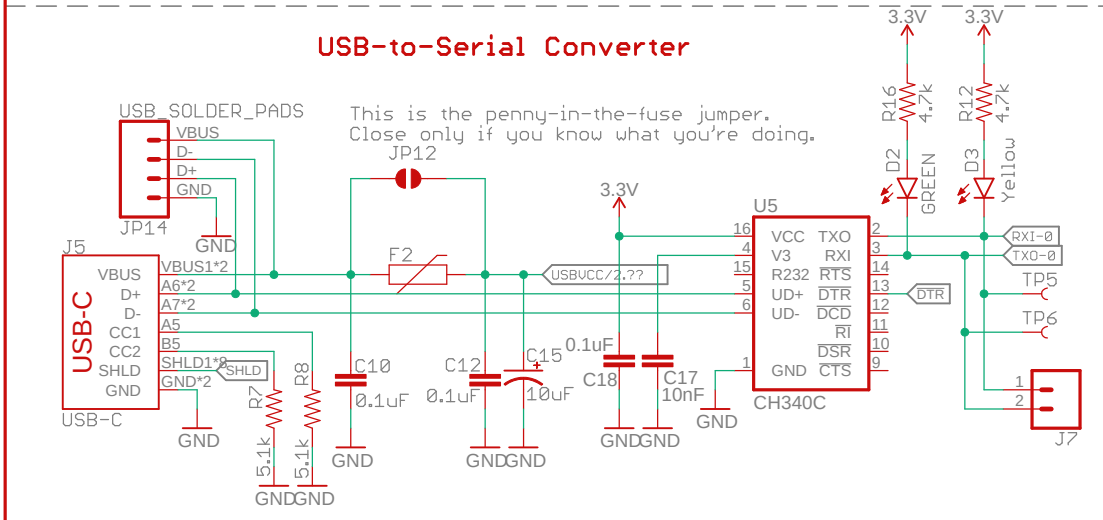 USB-to-Serial Converter
3.3V
3.3V
R16
4.7k
R12
4.7k
USB_SOLDER_PADS
This is the penny-in-the-fuse jumper.
Close only if you know what you're doing.
VBUS
D-
D+
GND
JP14
GND
JP12
D2
GREEN
D3
Yellow
3.3V
U5
J5
USB-C
VBUS
D+
D-
CC1
CC2
SHLD
GND
VBUS1*2
A6*2
A7*2
A5
B5
GND*2
USB-C
SHLD
F2
USBVCC/2.??
16
4
15
5
6
1
VCC
V3
R232
UD+
UD-
GND
TXO
RXI
RTS
DTR
DCD
RI
DSR
CTS
2
3
14
13
12
11
10
9
CH340C
RXI-0
TXO-0
DTR
TP5
TP6
1
2
J7
R7
5.1k
R8
5.1k
C10
0.1uF
C12
0.1uF
C15
+
10uF
0.1uF
C18
C17
10nF
GND
GND
GND
GND
GND
GND
GND
GND
GND